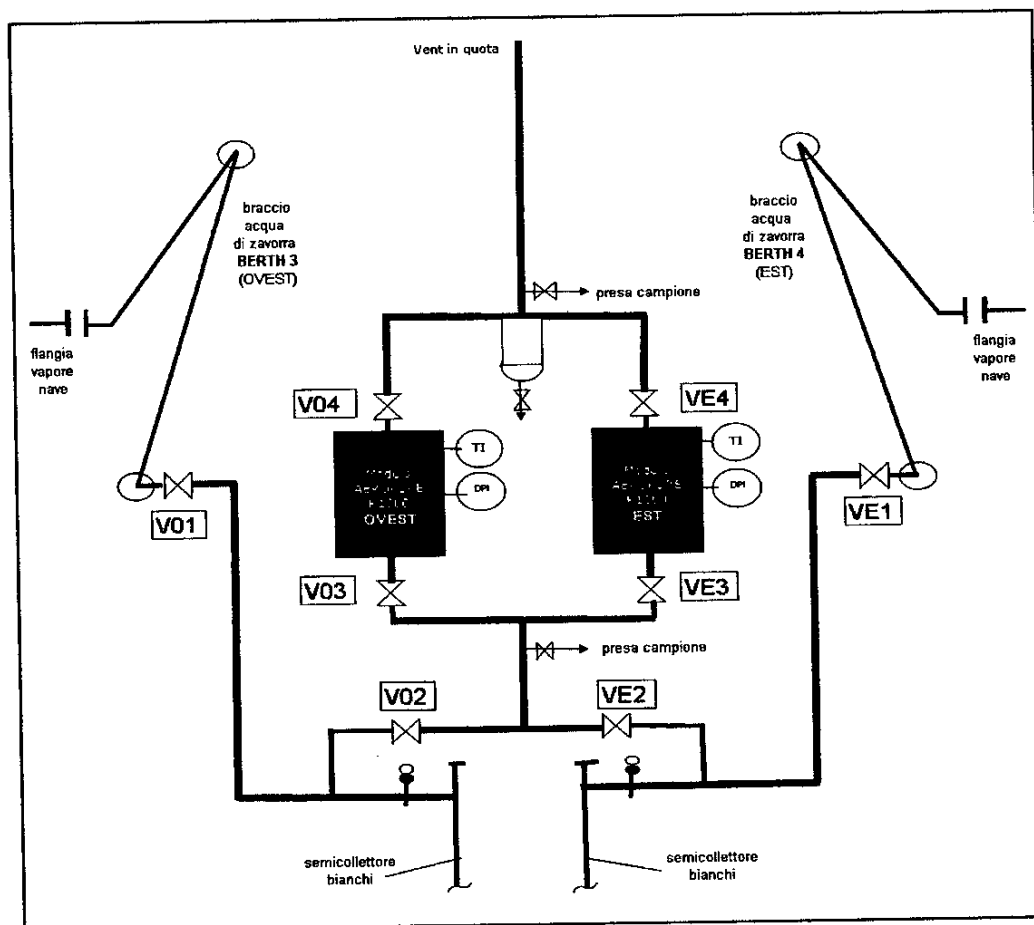 Vent in quota
braccio
acqua
di zavorra
BERTH 3
(OVEST)
braccio
acqua
di zavorra
BERTH 4
(EST)
presa campione
flangia
vapore
nave
flangia
vapore
nave
V04
VE4
TI
TI
DPI
DPI
OVEST
EST
V01
VE1
V03
VE3
presa campione
V02
VE2
semicollettore
bianchi
semicollettore
bianchi